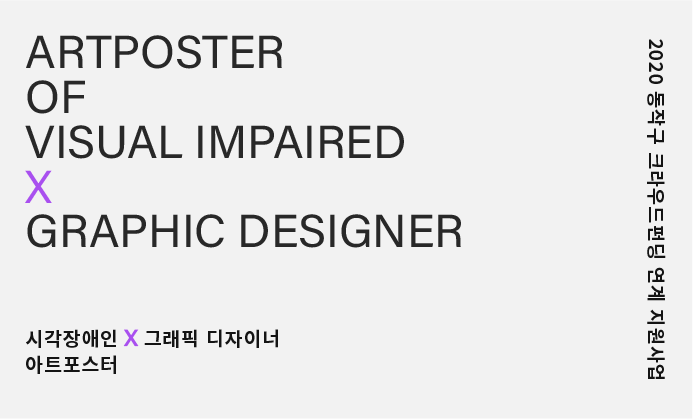 ARTPOSTER
OF
VISUAL IMPAIRED
X
GRAPHIC DESIGNER
시각장애인 X 그래픽 디자이너
아트포스터
2020 동작구 크라우드펀딩 연계 지원사업